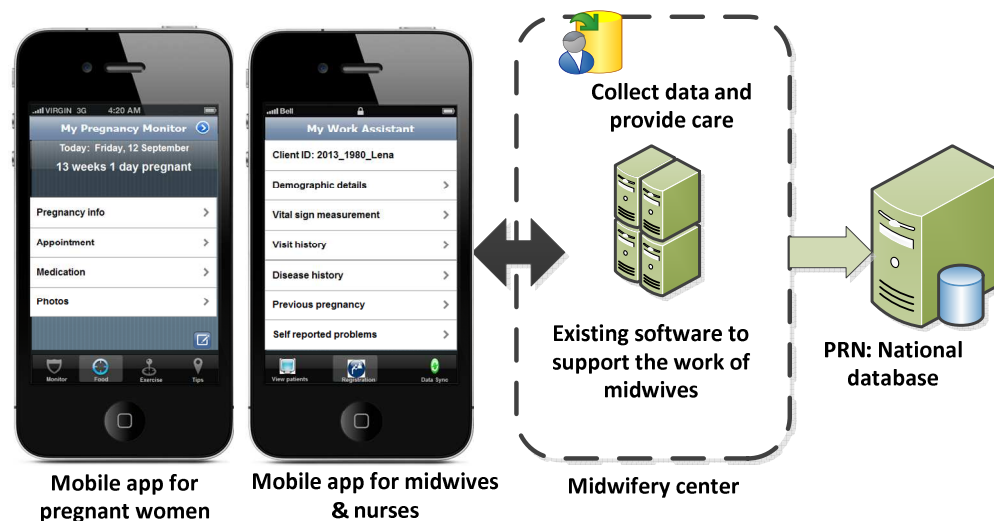 VIRGIN 3G 4:20 AM
My Pregnancy Monitor
Today: Friday, 12 September
13 weeks 1 day pregnant
Pregnancy info
Appointment
Medication
Photos
Monitor Food Exercise Tips
Mobile app for
pregnant women
Bell
My Work Assistant
Client ID: 2013_1980_Lena
Demographic details
Vital sign measurement
Visit history
Disease history
Previous pregnancy
Self reported problems
View patients Registration Data Sync
Mobile app for midwives
& nurses
Collect data and
provide care
Existing software to
support the work of
midwives
Midwifery center
PRN: National
database